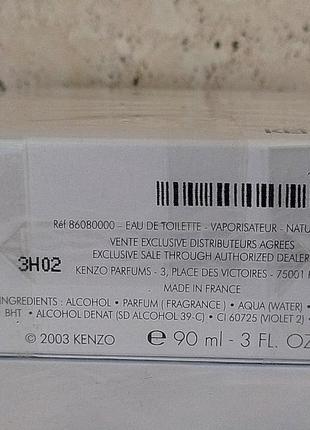 Réf 86080000 – EAU DE TOILETTE - VAPORISATEUR -
VENTE EXCLUSIVE DISTRIBUTEURS AGREES
EXCLUSIVE SALE THROUGH AUTHORIZED DEALER
3H02
KENZO PARFUMS - 3, PLACE DES VICTOIRES - 75001
MADE IN FRANCE
INGREDIENTS : ALCOHOL • PARFUM ( FRAGRANCE ) • AQUA (WATER) •
BHT • ALCOHOL DENAT (SD ALCOHOL 39-C) • CI 60725 (VIOLET 2) •
© 2003 KENZO ℮ 90 ml - 3 FL. OZ